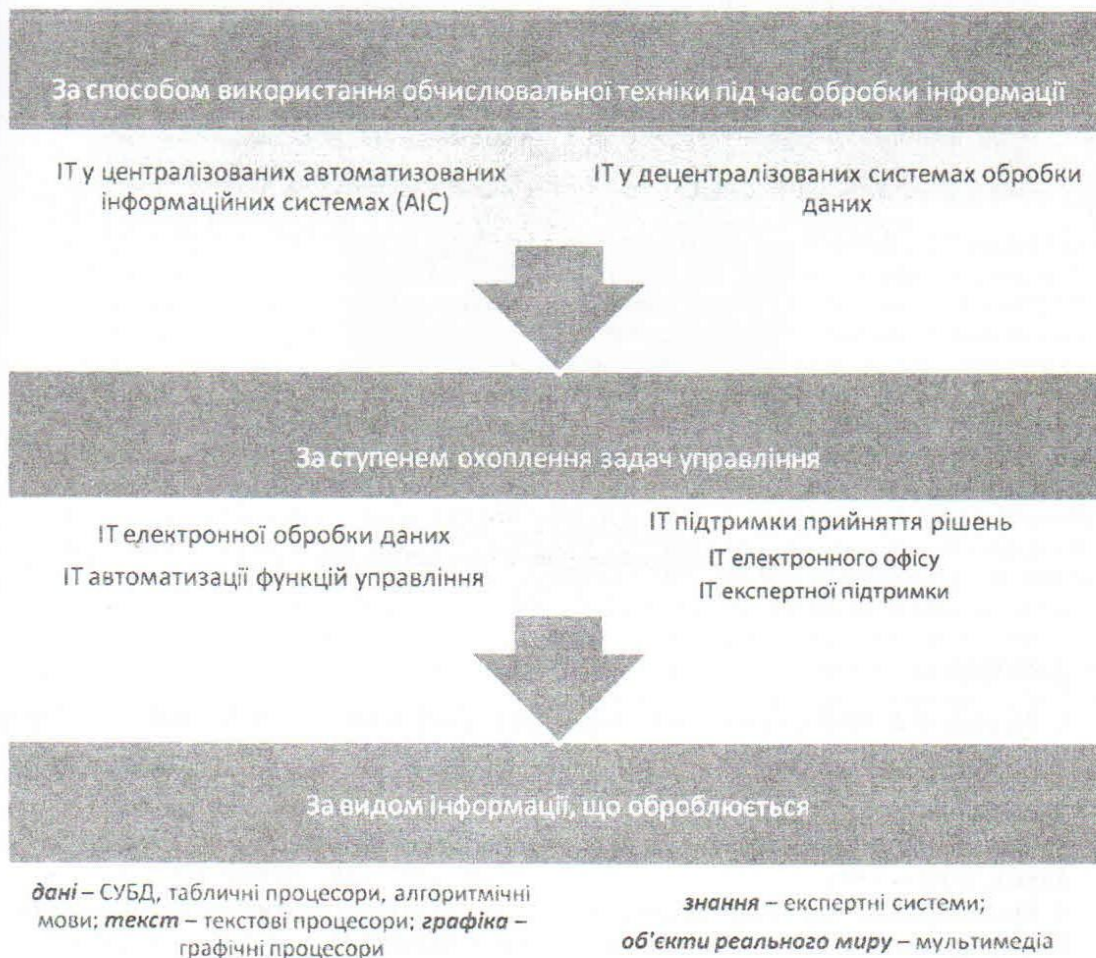 За способом використання обчислювальної техніки під час обробки інформації
ІТ у централізованих автоматизованих
інформаційних системах (АІС)
ІТ у децентралізованих системах обробки
даних
За ступенем охоплення задач управління
ІТ електронної обробки даних
ІТ автоматизації функцій управління
ІТ підтримки прийняття рішень
ІТ електронного офісу
ІТ експертної підтримки
За видом інформації, що оброблюється
дані – СУБД, табличні процесори, алгоритмічні
мови; текст – текстові процесори; графіка –
графічні процесори
знання – експертні системи;
об'єкти реального миру – мультимедіа